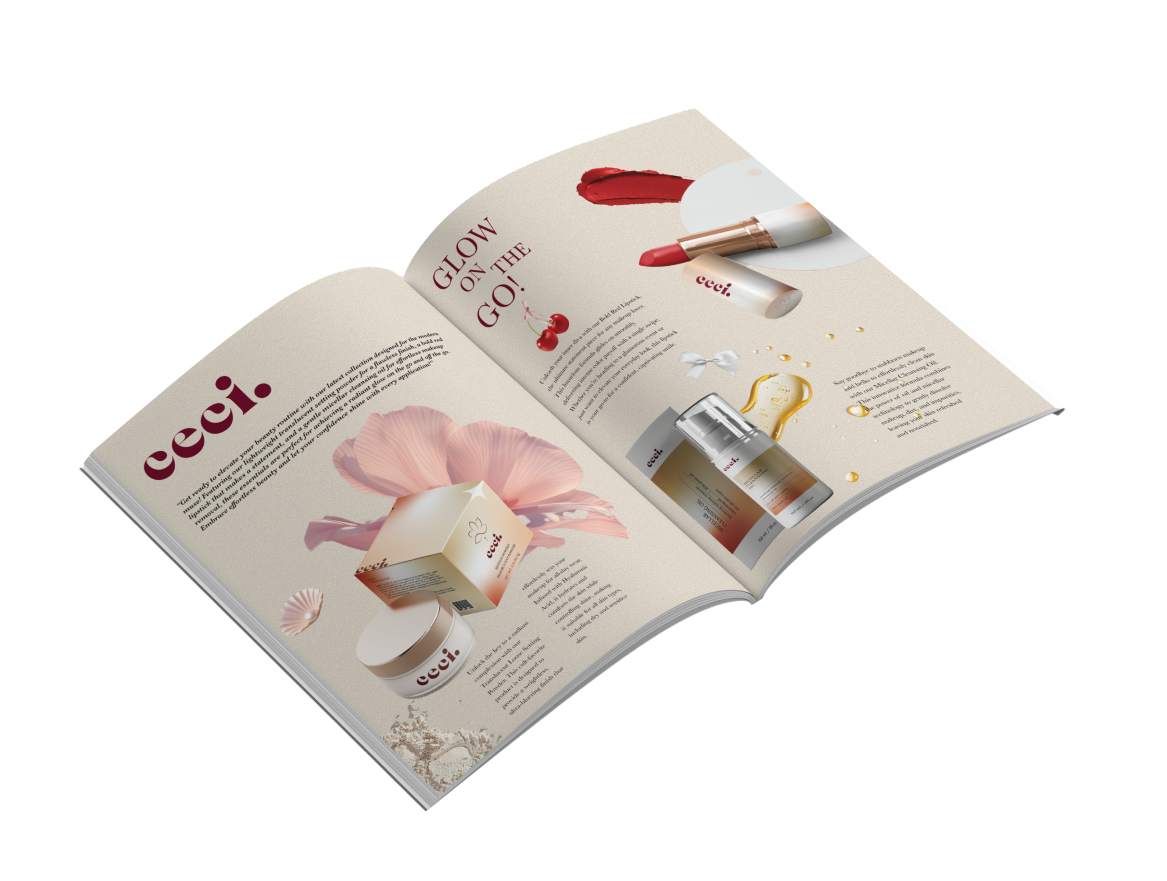 ceci.
"Get ready to elevate your beauty routine with our latest collection designed for the modern
muse! Featuring our lightweight translucent setting powder for a flawless finish, a bold red
lipstick that makes a statement, and a gentle micellar cleansing oil for effortless makeup
removal, these essentials are perfect for achieving a radiant glow on the go and off the go.
Embrace effortless beauty and let your confidence shine with every application!"
ceci.
ceci.
ceci.
Unlock the key to a radiant
complexion with our
Translucent Loose Setting
Powder. This cult-favorite
product is designed to
provide a weightless,
ultra-blurring finish that
effortlessly sets your
makeup for all-day wear.
Infused with Hyaluronic
Acid, it hydrates and
comforts the skin while
controlling shine, making
it suitable for all skin types,
including dry and sensitive
skin.
GLOW
ON THE
GO!
ceci.
Unleash your inner diva with our Bold Red Lipstick,
the ultimate statement piece for any makeup lover.
This luxurious formula glides on smoothly,
delivering intense color payoff with a single swipe.
Whether you're heading to a glamorous event or
just want to elevate your everyday look, this lipstick
is your go-to for a confident, captivating smile.
ceci.
MICELLAR
CLEANSING OIL
ceci.
Say goodbye to stubborn makeup
and hello to effortlessly clean skin
with our Micellar Cleansing Oil.
This innovative formula combines
the power of oil and micellar
technology to gently dissolve
makeup, dirt, and impurities,
leaving your skin refreshed
and nourished.